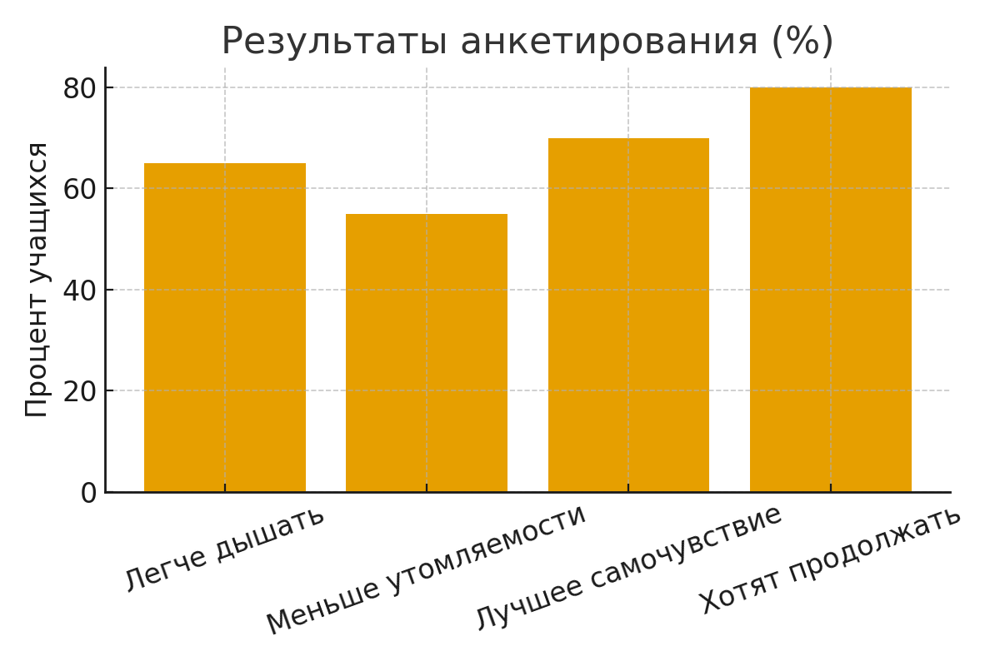 Результаты анкетирования (%)
Процент учащихся
80
60
40
20
0
Легче дышать
Меньше утомляемости
Лучшее самочувствие
Хотят продолжать